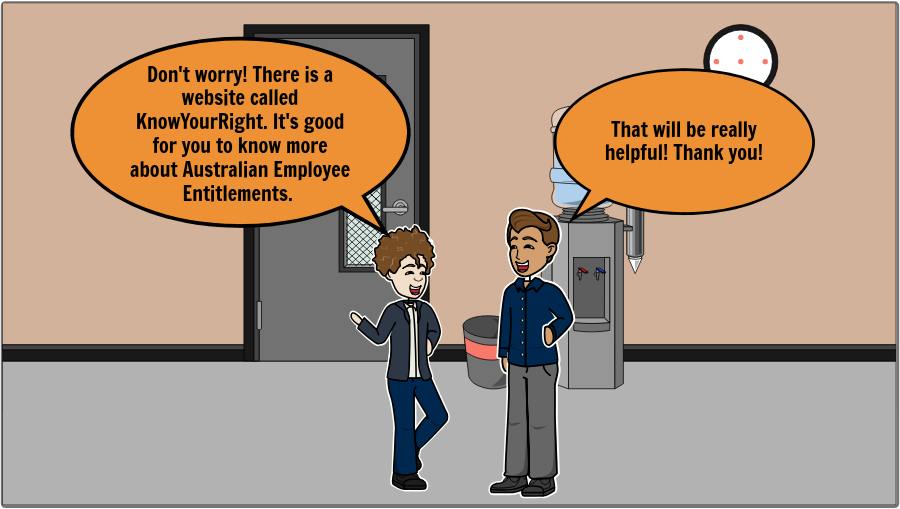 Don't worry! There is a
website called
KnowYourRight. It's good
for you to know more
about Australian Employee
Entitlements.
That will be really
helpful! Thank you!